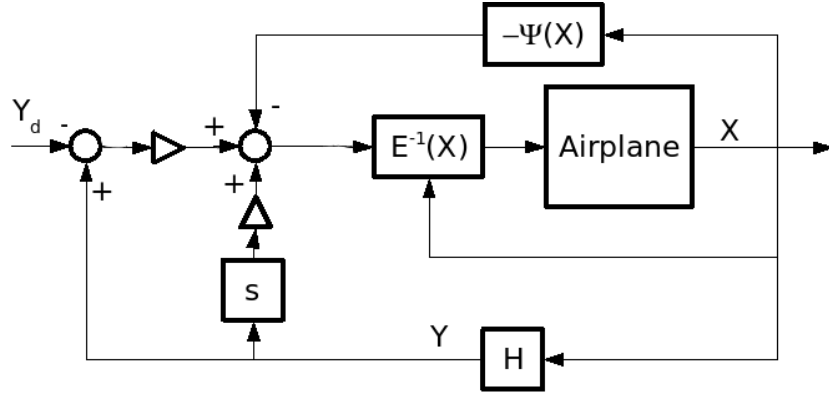 –Ψ(X)
Y_d
-
-
+
E⁻¹(X)
Airplane
X
+
+
s
Y
H